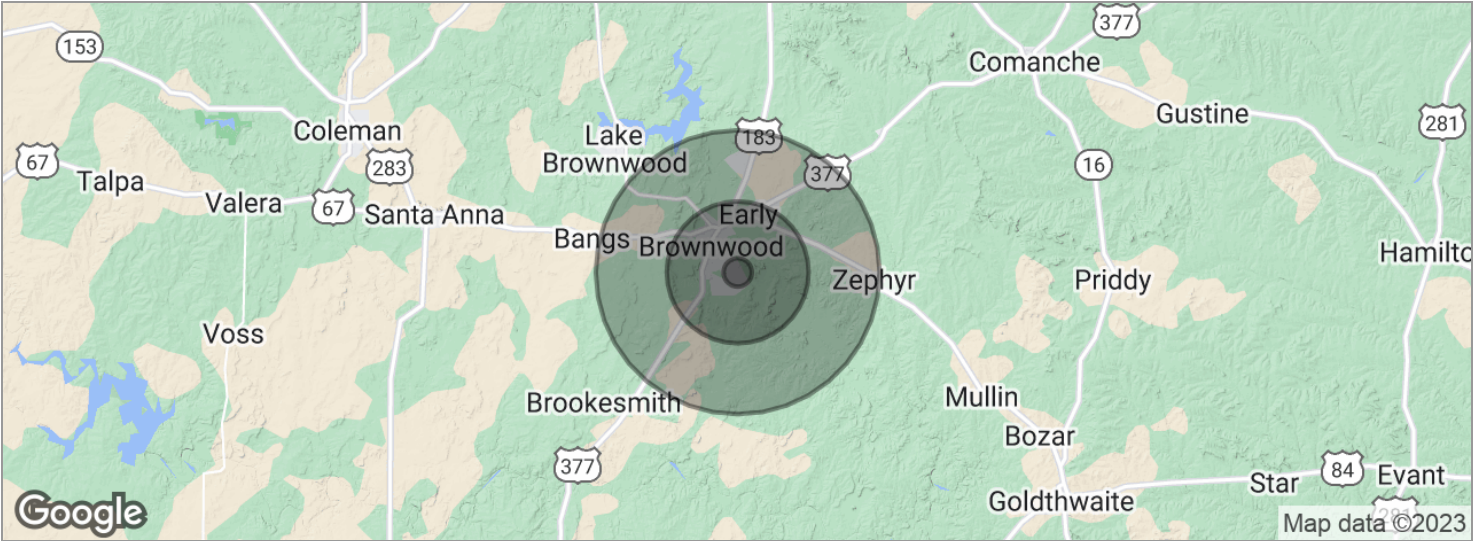 377
153
Comanche
Gustine
Coleman
281
Lake
Brownwood
183
67
283
16
377
Talpa
Valera
67
Santa Anna
Early
Bangs
Brownwood
Hamilto
Zephyr
Priddy
Voss
Brookesmith
Mullin
Bozar
377
84
Evant
Star
Goldthwaite
Google
281
Map data ©2023